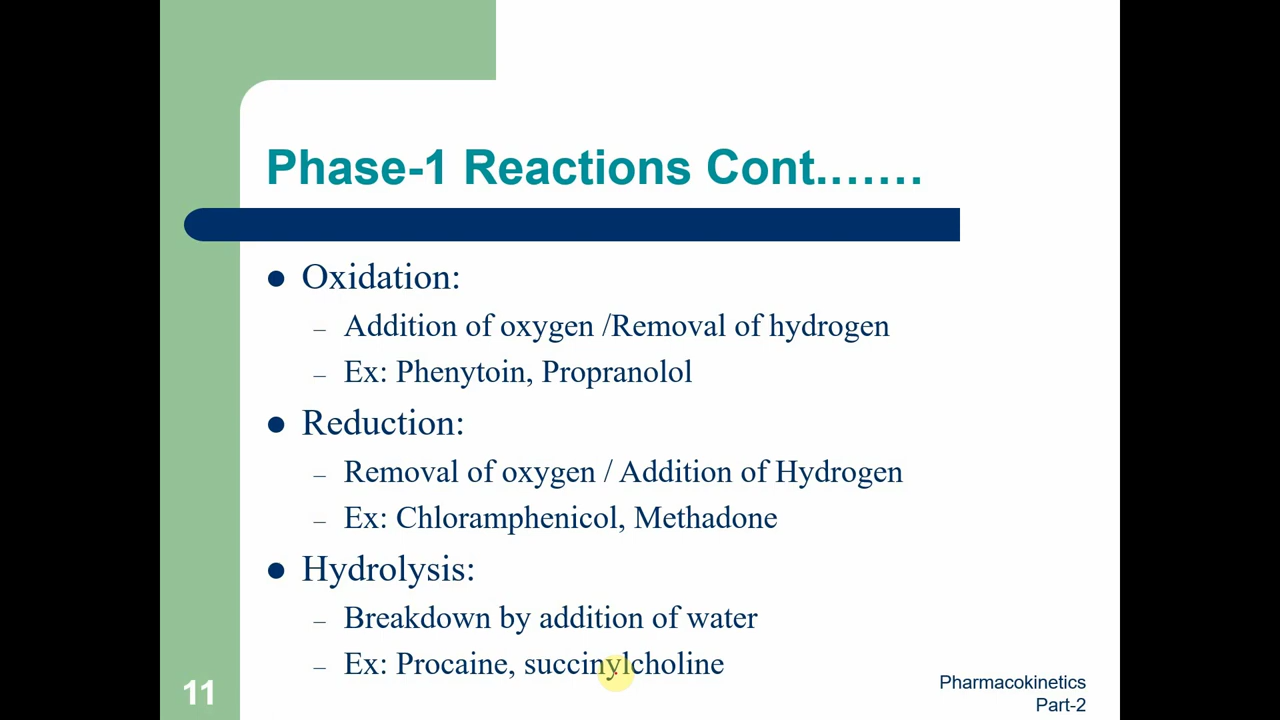 Phase-1 Reactions Cont.……
● Oxidation:
– Addition of oxygen /Removal of hydrogen
– Ex: Phenytoin, Propranolol
● Reduction:
– Removal of oxygen / Addition of Hydrogen
– Ex: Chloramphenicol, Methadone
● Hydrolysis:
– Breakdown by addition of water
– Ex: Procaine, succinylcholine
11
Pharmacokinetics
Part-2